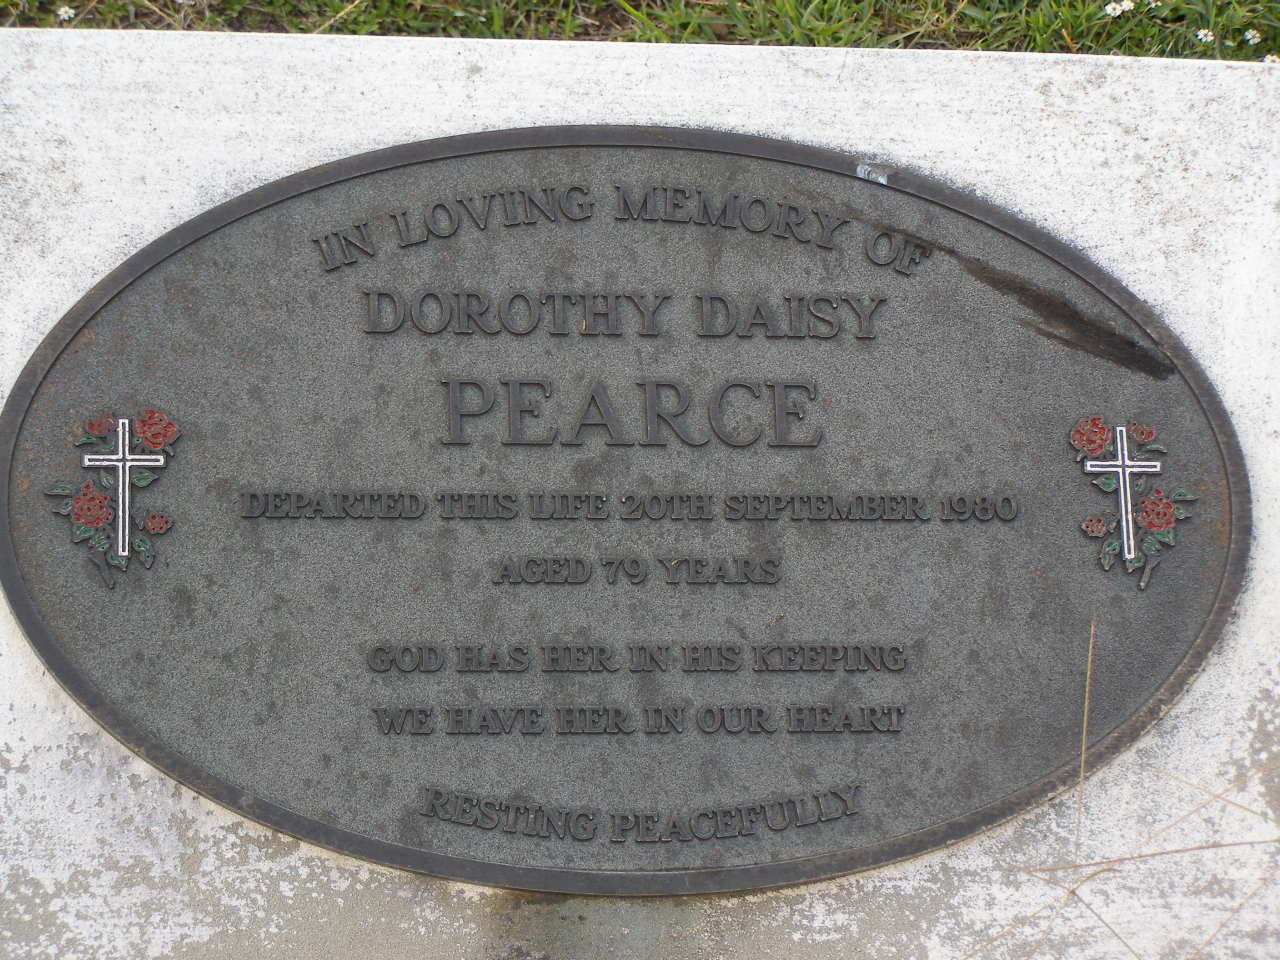 IN LOVING MEMORY OF
DOROTHY DAISY
PEARCE
DEPARTED THIS LIFE 20TH SEPTEMBER 1980
AGED 79 YEARS
GOD HAS HER IN HIS KEEPING
WE HAVE HER IN OUR HEART
RESTING PEACEFULLY